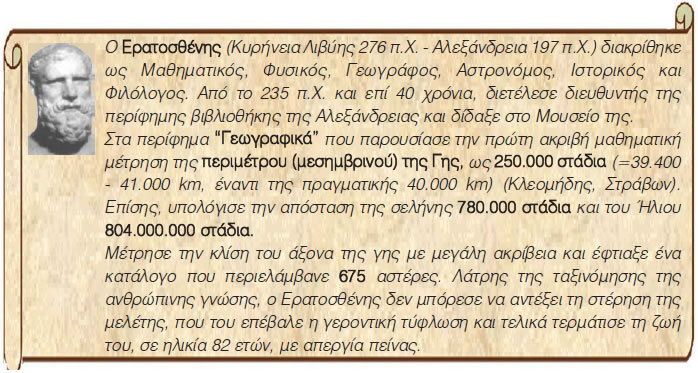 Ο Ερατοσθένης (Κυρήνεια Λιβύης 276 π.Χ. - Αλεξάνδρεια 197 π.Χ.) διακρίθηκε
ως Μαθηματικός, Φυσικός, Γεωγράφος, Αστρονόμος, Ιστορικός και
Φιλόλογος. Από το 235 π.Χ. και επί 40 χρόνια, διετέλεσε διευθυντής της
περίφημης βιβλιοθήκης της Αλεξάνδρειας και δίδαξε στο Μουσείο της.
Στα περίφημα “Γεωγραφικά” που παρουσίασε την πρώτη ακριβή μαθηματική
μέτρηση της περιμέτρου (μεσημβρινού) της Γης, ως 250.000 στάδια (=39.400
- 41.000 km, έναντι της πραγματικής 40.000 km) (Κλεομήδης, Στράβων).
Επίσης, υπολόγισε την απόσταση της σελήνης 780.000 στάδια και του Ήλιου
804.000.000 στάδια.
Μέτρησε την κλίση του άξονα της γης με μεγάλη ακρίβεια και έφτιαξε ένα
κατάλογο που περιελάμβανε 675 αστέρες. Λάτρης της ταξινόμησης της
ανθρώπινης γνώσης, ο Ερατοσθένης δεν μπόρεσε να αντέξει τη στέρηση της
μελέτης, που του επέβαλε η γεροντική τύφλωση και τελικά τερμάτισε τη ζωή
του, σε ηλικία 82 ετών, με απεργία πείνας.